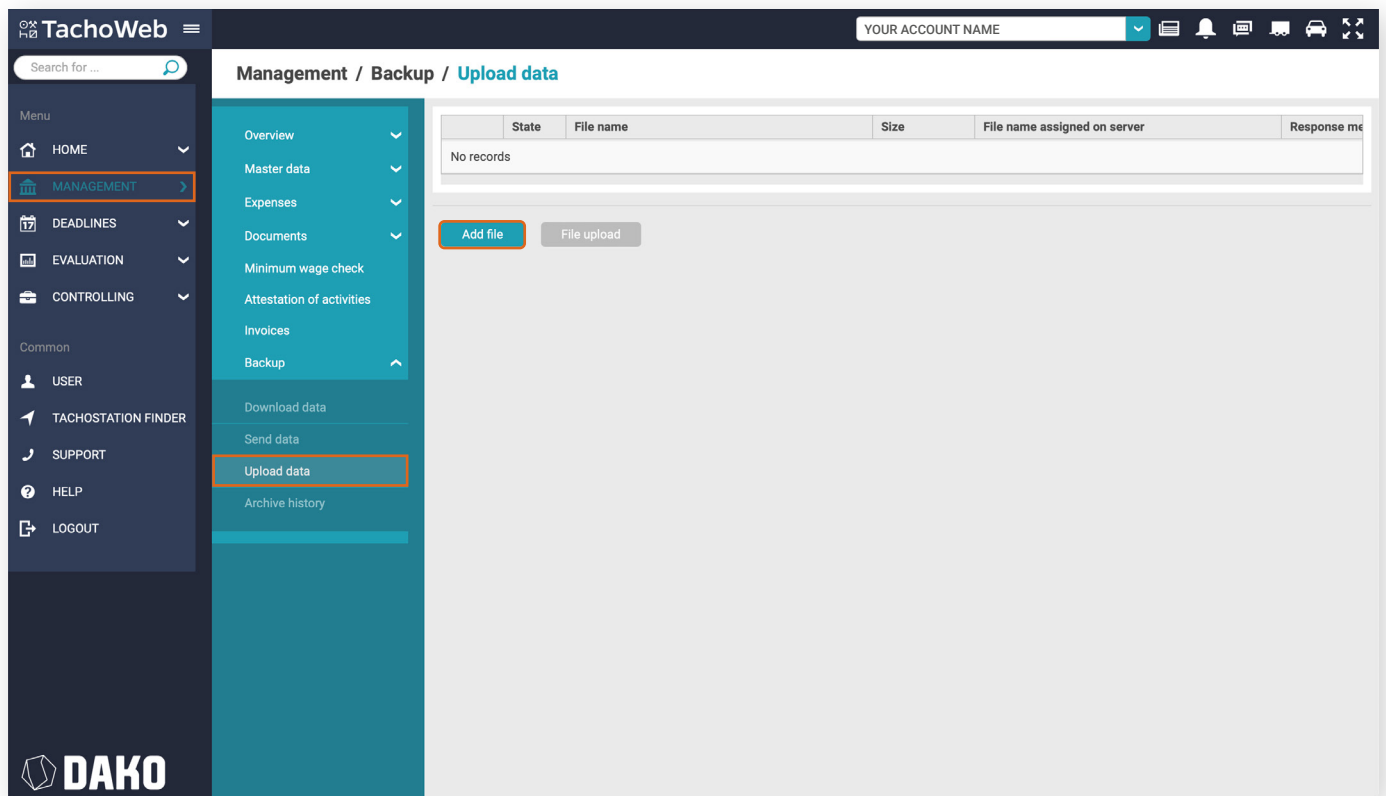 TachoWeb
YOUR ACCOUNT NAME
Search for ...
Management / Backup / Upload data
Menu
HOME
MANAGEMENT
17 DEADLINES
EVALUATION
CONTROLLING
Common
USER
TACHOSTATION FINDER
SUPPORT
HELP
LOGOUT
DAKO
Overview
Master data
Expenses
Documents
Minimum wage check
Attestation of activities
Invoices
Backup
Download data
Send data
Upload data
Archive history
State File name Size File name assigned on server Response me
No records
Add file File upload